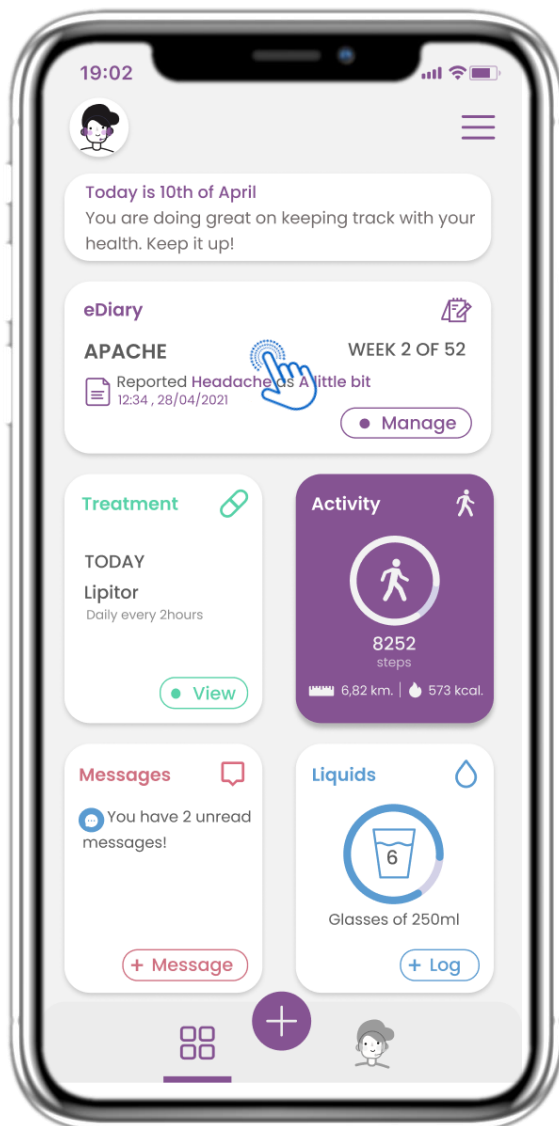 19:02
Today is 10th of April
You are doing great on keeping track with your
health. Keep it up!
eDiary
APACHE
WEEK 2 OF 52
Reported Headache as A little bit
12:34 , 28/04/2021
Manage
Treatment
TODAY
Lipitor
Daily every 2hours
View
Activity
8252
steps
6,82 km.
573 kcal.
Messages
You have 2 unread
messages!
+ Message
Liquids
6
Glasses of 250ml
+ Log